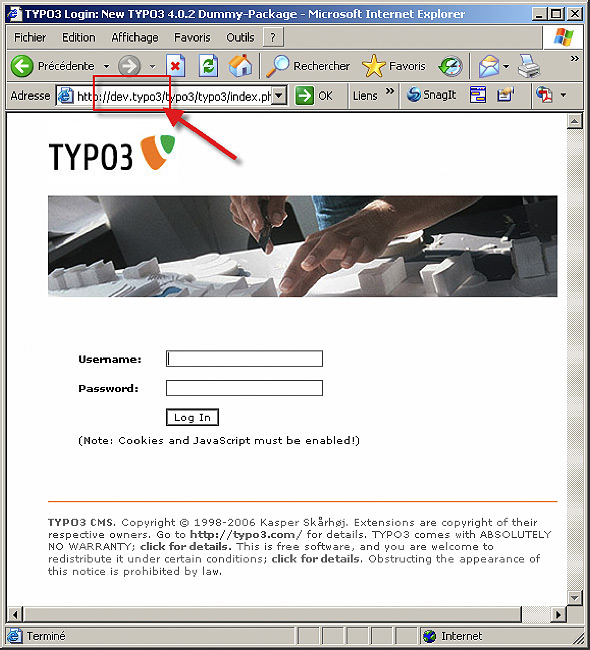 TYPO3 Login: New TYPO3 4.0.2 Dummy-Package - Microsoft Internet Explorer
Fichier Edition Affichage Favoris Outils ?
Précédente Rechercher Favoris
Adresse http://dev.typo3/typo3/typo3/index.ph OK Liens » SnagIt »
TYPO3
Username:
Password:
Log In
(Note: Cookies and JavaScript must be enabled!)
TYPO3 CMS. Copyright © 1998-2006 Kasper Skårhøj. Extensions are copyright of their
respective owners. Go to http://typo3.com/ for details. TYPO3 comes with ABSOLUTELY
NO WARRANTY; click for details. This is free software, and you are welcome to
redistribute it under certain conditions; click for details. Obstructing the appearance of
this notice is prohibited by law.
Terminé Internet